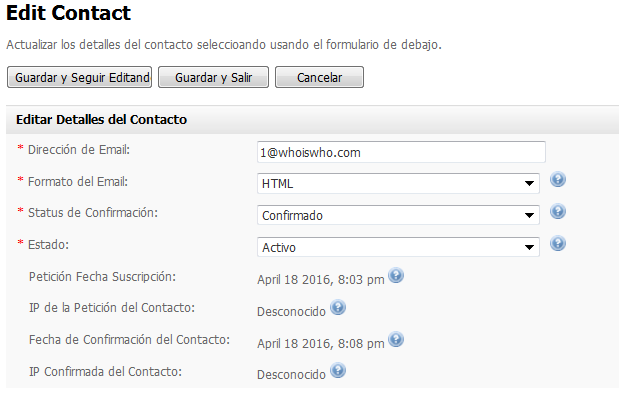 Edit Contact
Actualizar los detalles del contacto seleccioando usando el formulario de debajo.
Guardar y Seguir Editand Guardar y Salir Cancelar
Editar Detalles del Contacto
* Dirección de Email: 1@whoiswho.com
* Formato del Email: HTML
* Status de Confirmación: Confirmado
* Estado: Activo
Petición Fecha Suscripción: April 18 2016, 8:03 pm
IP de la Petición del Contacto: Desconocido
Fecha de Confirmación del Contacto: April 18 2016, 8:08 pm
IP Confirmada del Contacto: Desconocido